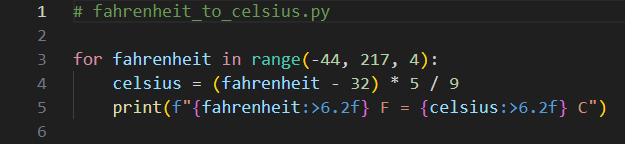 1 # fahrenheit_to_celsius.py
2
3 for fahrenheit in range(-44, 217, 4):
4     celsius = (fahrenheit - 32) * 5 / 9
5     print(f"{fahrenheit:>6.2f} F = {celsius:>6.2f} C")
6